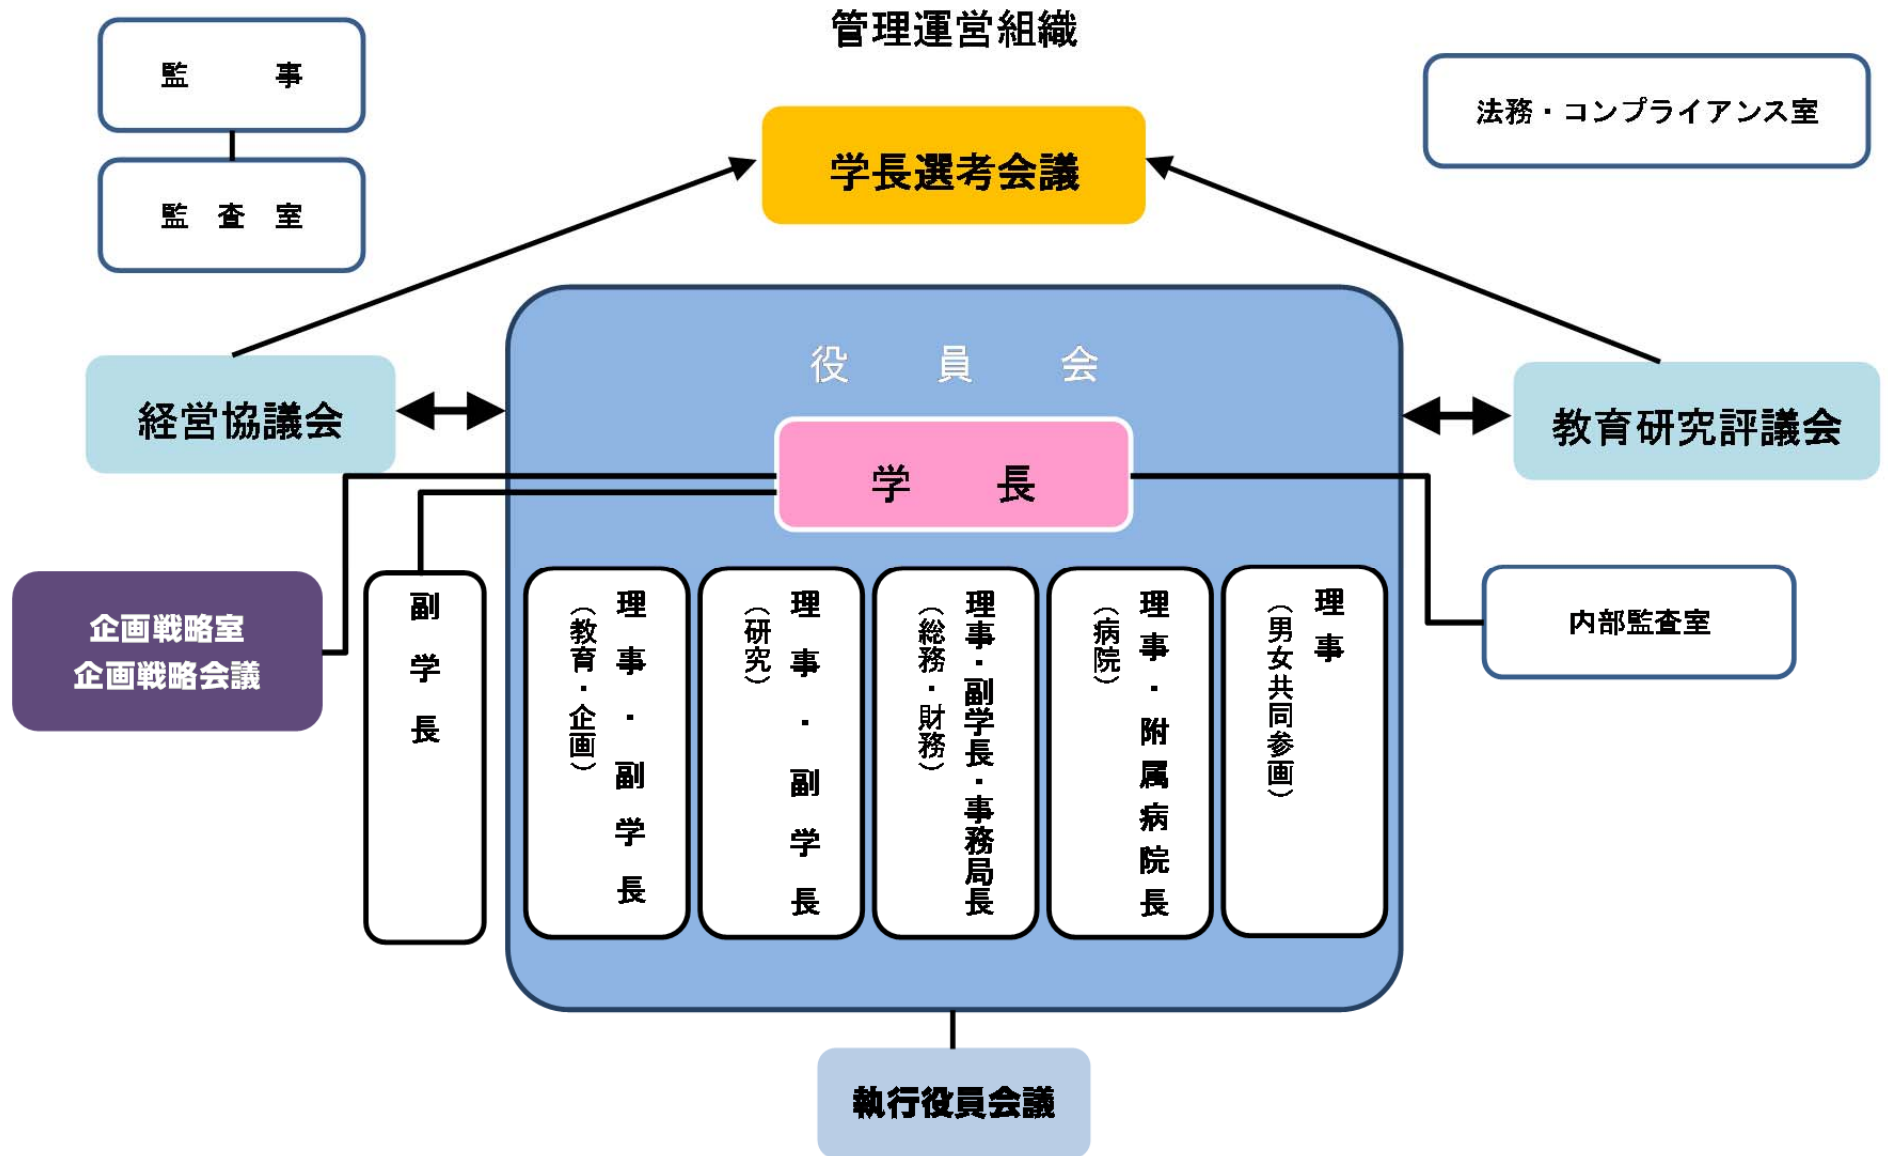 管理運営組織
監 事
監 査 室
法務・コンプライアンス室
学長選考会議
役 員 会
経営協議会
教育研究評議会
学 長
企画戦略室
企画戦略会議
副学長
理事・副学長
（教育・企画）
理事・副学長
（研究）
理事・副学長・事務局長
（総務・財務）
理事・附属病院長
（病院）
理事
（男女共同参画）
内部監査室
執行役員会議